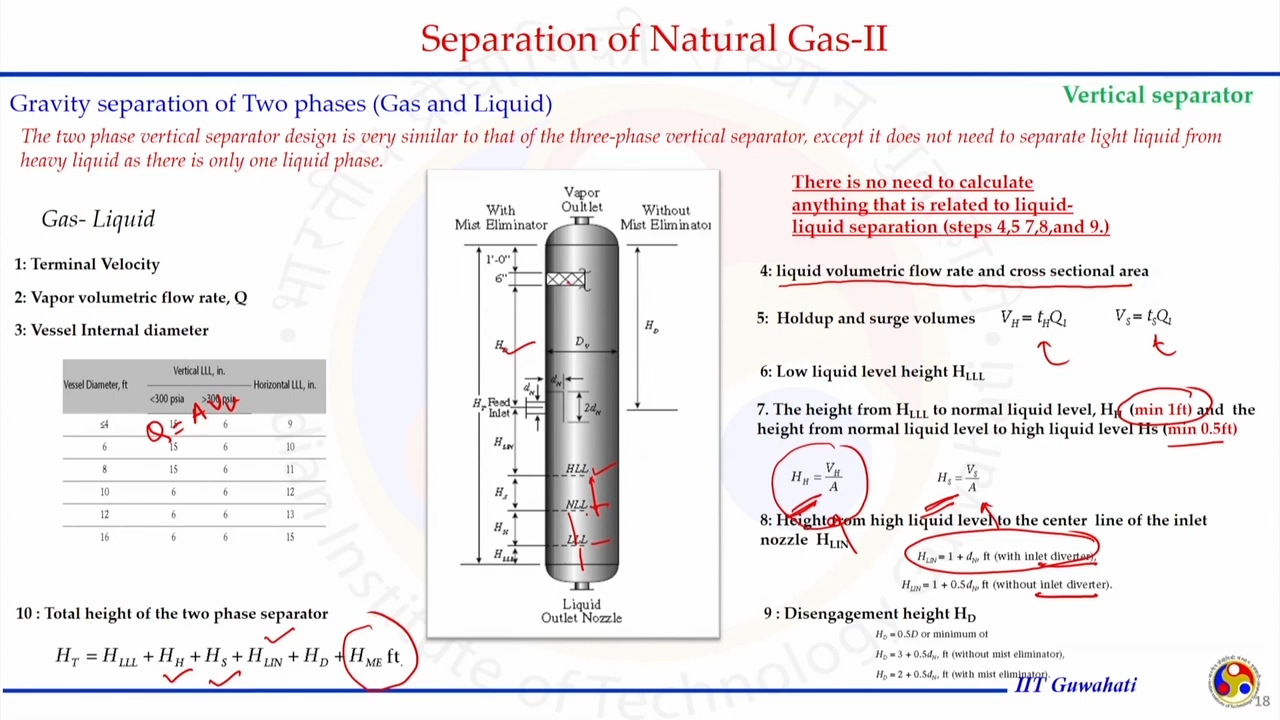 Separation of Natural Gas-II
Gravity separation of Two phases (Gas and Liquid)
Vertical separator
The two phase vertical separator design is very similar to that of the three-phase vertical separator, except it does not need to separate light liquid from
heavy liquid as there is only one liquid phase.
Gas- Liquid
1: Terminal Velocity
2: Vapor volumetric flow rate, Q
3: Vessel Internal diameter
Vessel Diameter, ft
Vertical LLL, in.
Horizontal LLL, in.
<300 psia
>300 psia
≤4 15 6 9
6 15 6 10
8 15 6 11
10 6 6 12
12 6 6 13
16 6 6 15
Q = A Vv
10 : Total height of the two phase separator
H_T = H_LLL + H_H + H_S + H_LIN + H_D + H_ME ft.
Vapor
Oultlet
With
Mist Eliminator
Without
Mist Eliminator
1'-0"
6"
H_D
D_v
H_D
d_N
d_N
2d_N
H_T
Feed
Inlet
H_LIN
HLL
H_s
NLL
H_H
LLL
H_LLL
Liquid
Outlet Nozzle
There is no need to calculate
anything that is related to liquid-
liquid separation (steps 4,5 7,8,and 9.)
4: liquid volumetric flow rate and cross sectional area
5: Holdup and surge volumes V_H = t_H Q_l V_S = t_S Q_l
6: Low liquid level height H_LLL
7. The height from H_LLL to normal liquid level, H_H (min 1ft) and the
height from normal liquid level to high liquid level Hs (min 0.5ft)
H_H = V_H / A H_S = V_S / A
8: Height from high liquid level to the center line of the inlet
nozzle H_LIN
H_LIN = 1 + d_N, ft (with inlet diverter),
H_LIN = 1 + 0.5d_N, ft (without inlet diverter).
9 : Disengagement height H_D
H_D = 0.5D or minimum of
H_D = 3 + 0.5d_N, ft (without mist eliminator),
H_D = 2 + 0.5d_N, ft (with mist eliminator).
IIT Guwahati
18